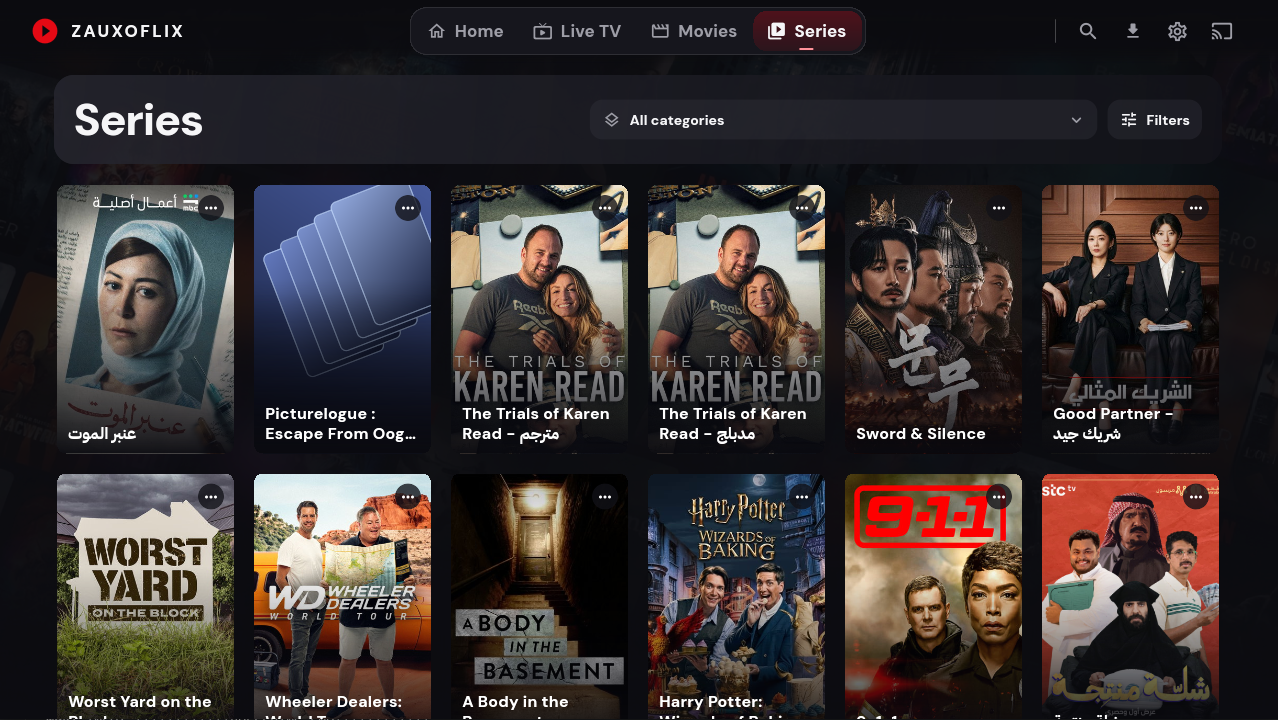 ZAUXOFLIX
Home
Live TV
Movies
Series
Series
All categories
Filters
أعمال أصلية
mbc
عنبر الموت
عنبر الموت
Picturelogue :
Escape From Oog...
THE TRIALS OF
KAREN READ
The Trials of Karen
Read - مترجم
THE TRIALS OF
KAREN READ
The Trials of Karen
Read - مدبلج
문무
Sword & Silence
الشريك المثالي
Good Partner -
شريك جيد
WORST
YARD
ON THE BLOCK
Worst Yard on the
WHEELER
DEALERS
WORLD TOUR
Wheeler Dealers:
A BODY
IN THE
BASEMENT
A Body in the
Harry Potter
WIZARDS OF
BAKING
Harry Potter:
9-1-1
stc tv